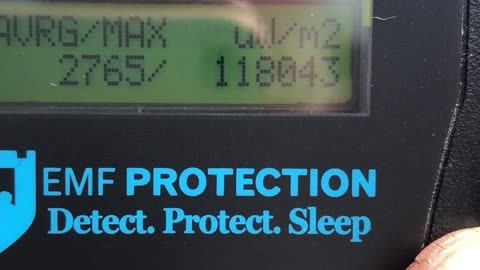 AVRG/MAX uW/m2
2765/ 118043
EMF PROTECTION
Detect. Protect. Sleep